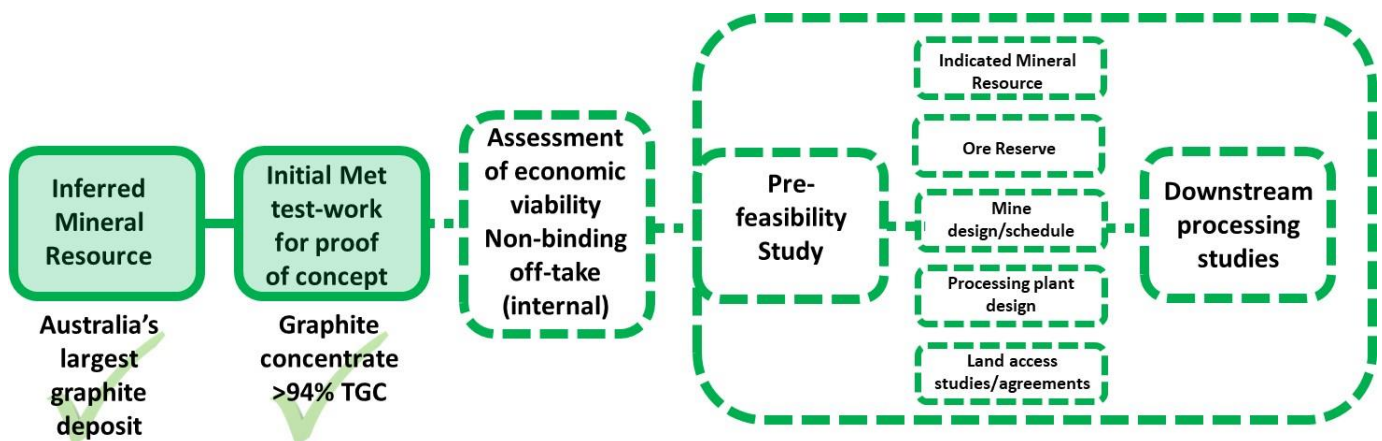 Inferred
Mineral
Resource
Australia's
largest
graphite
deposit
Initial Met
test-work
for proof
of concept
Graphite
concentrate
>94% TGC
Assessment
of economic
viability
Non-binding
off-take
(internal)
Pre-
feasibility
Study
Indicated Mineral
Resource
Ore Reserve
Mine
design/schedule
Processing plant
design
Land access
studies/agreements
Downstream
processing
studies